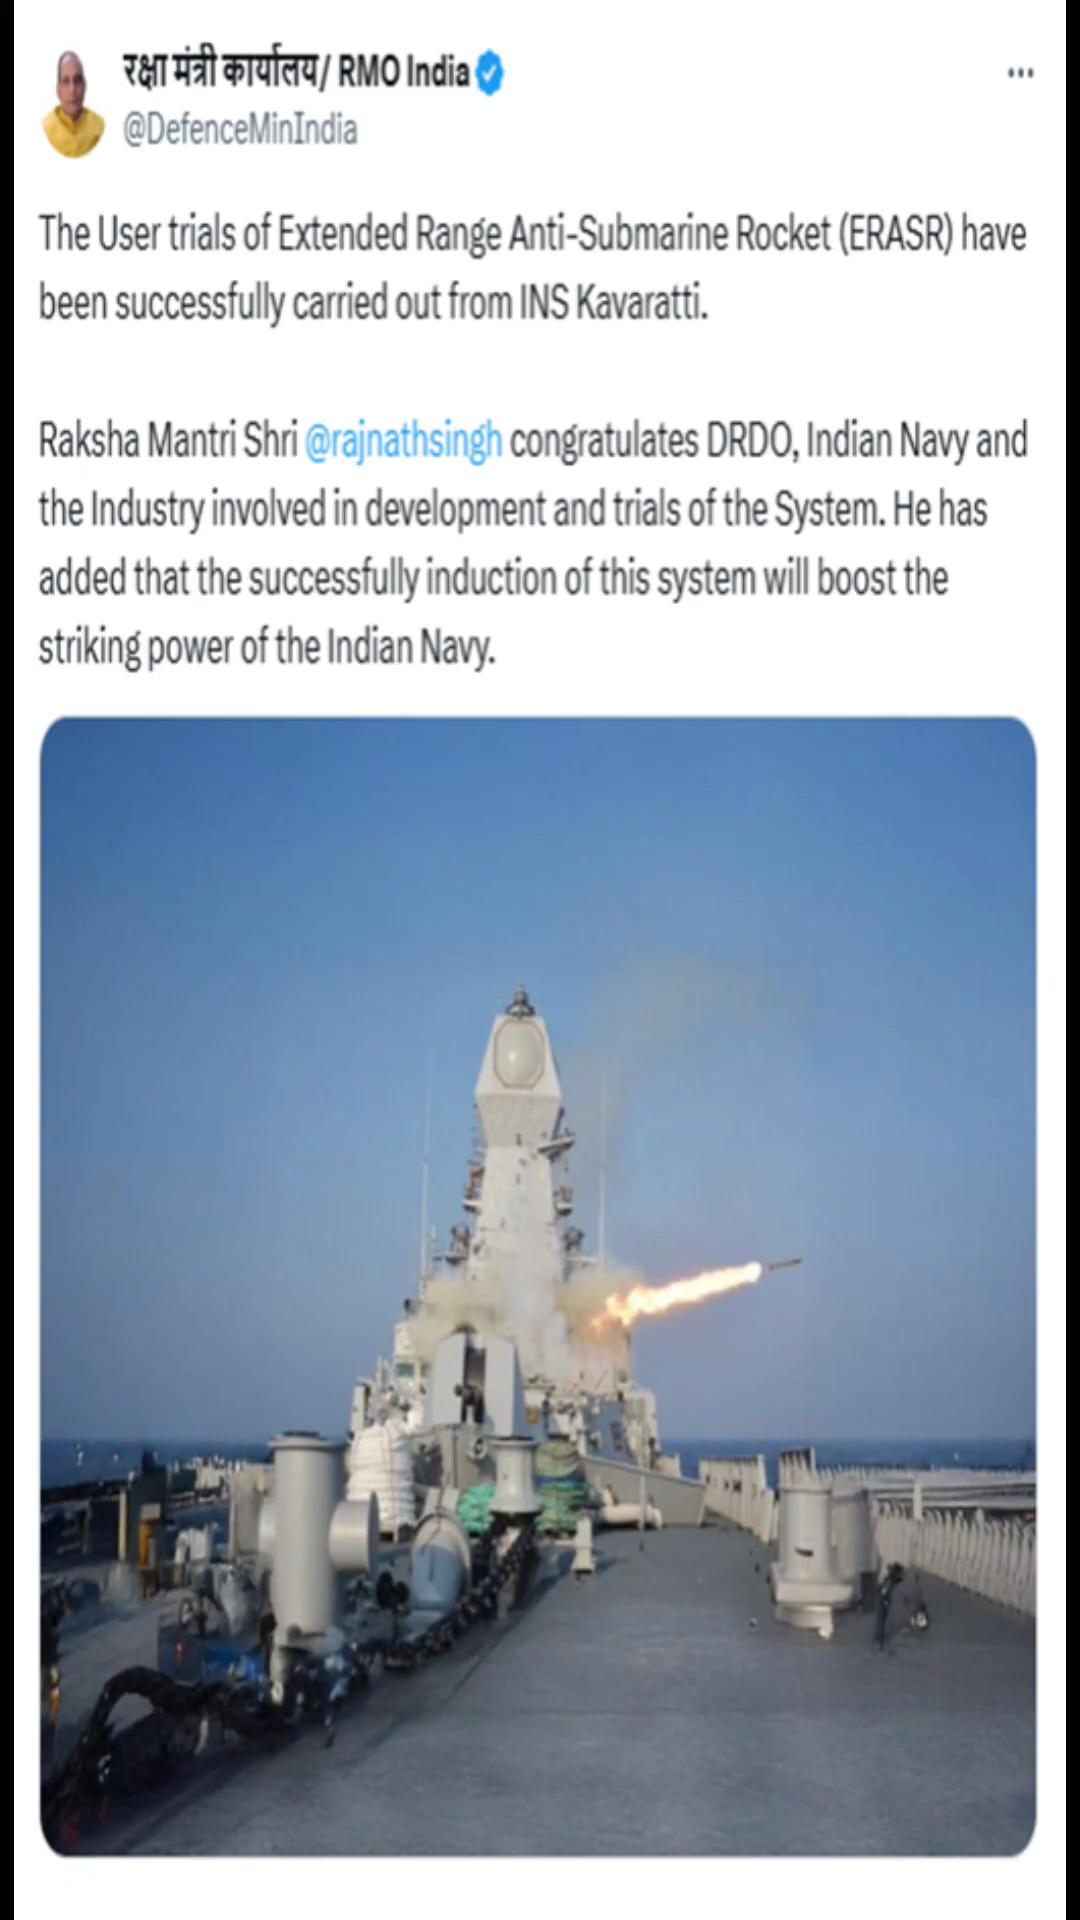 रक्षा मंत्री कार्यालय/ RMO India
@DefenceMinIndia
The User trials of Extended Range Anti-Submarine Rocket (ERASR) have
been successfully carried out from INS Kavaratti.
Raksha Mantri Shri @rajnathsingh congratulates DRDO, Indian Navy and
the Industry involved in development and trials of the System. He has
added that the successfully induction of this system will boost the
striking power of the Indian Navy.